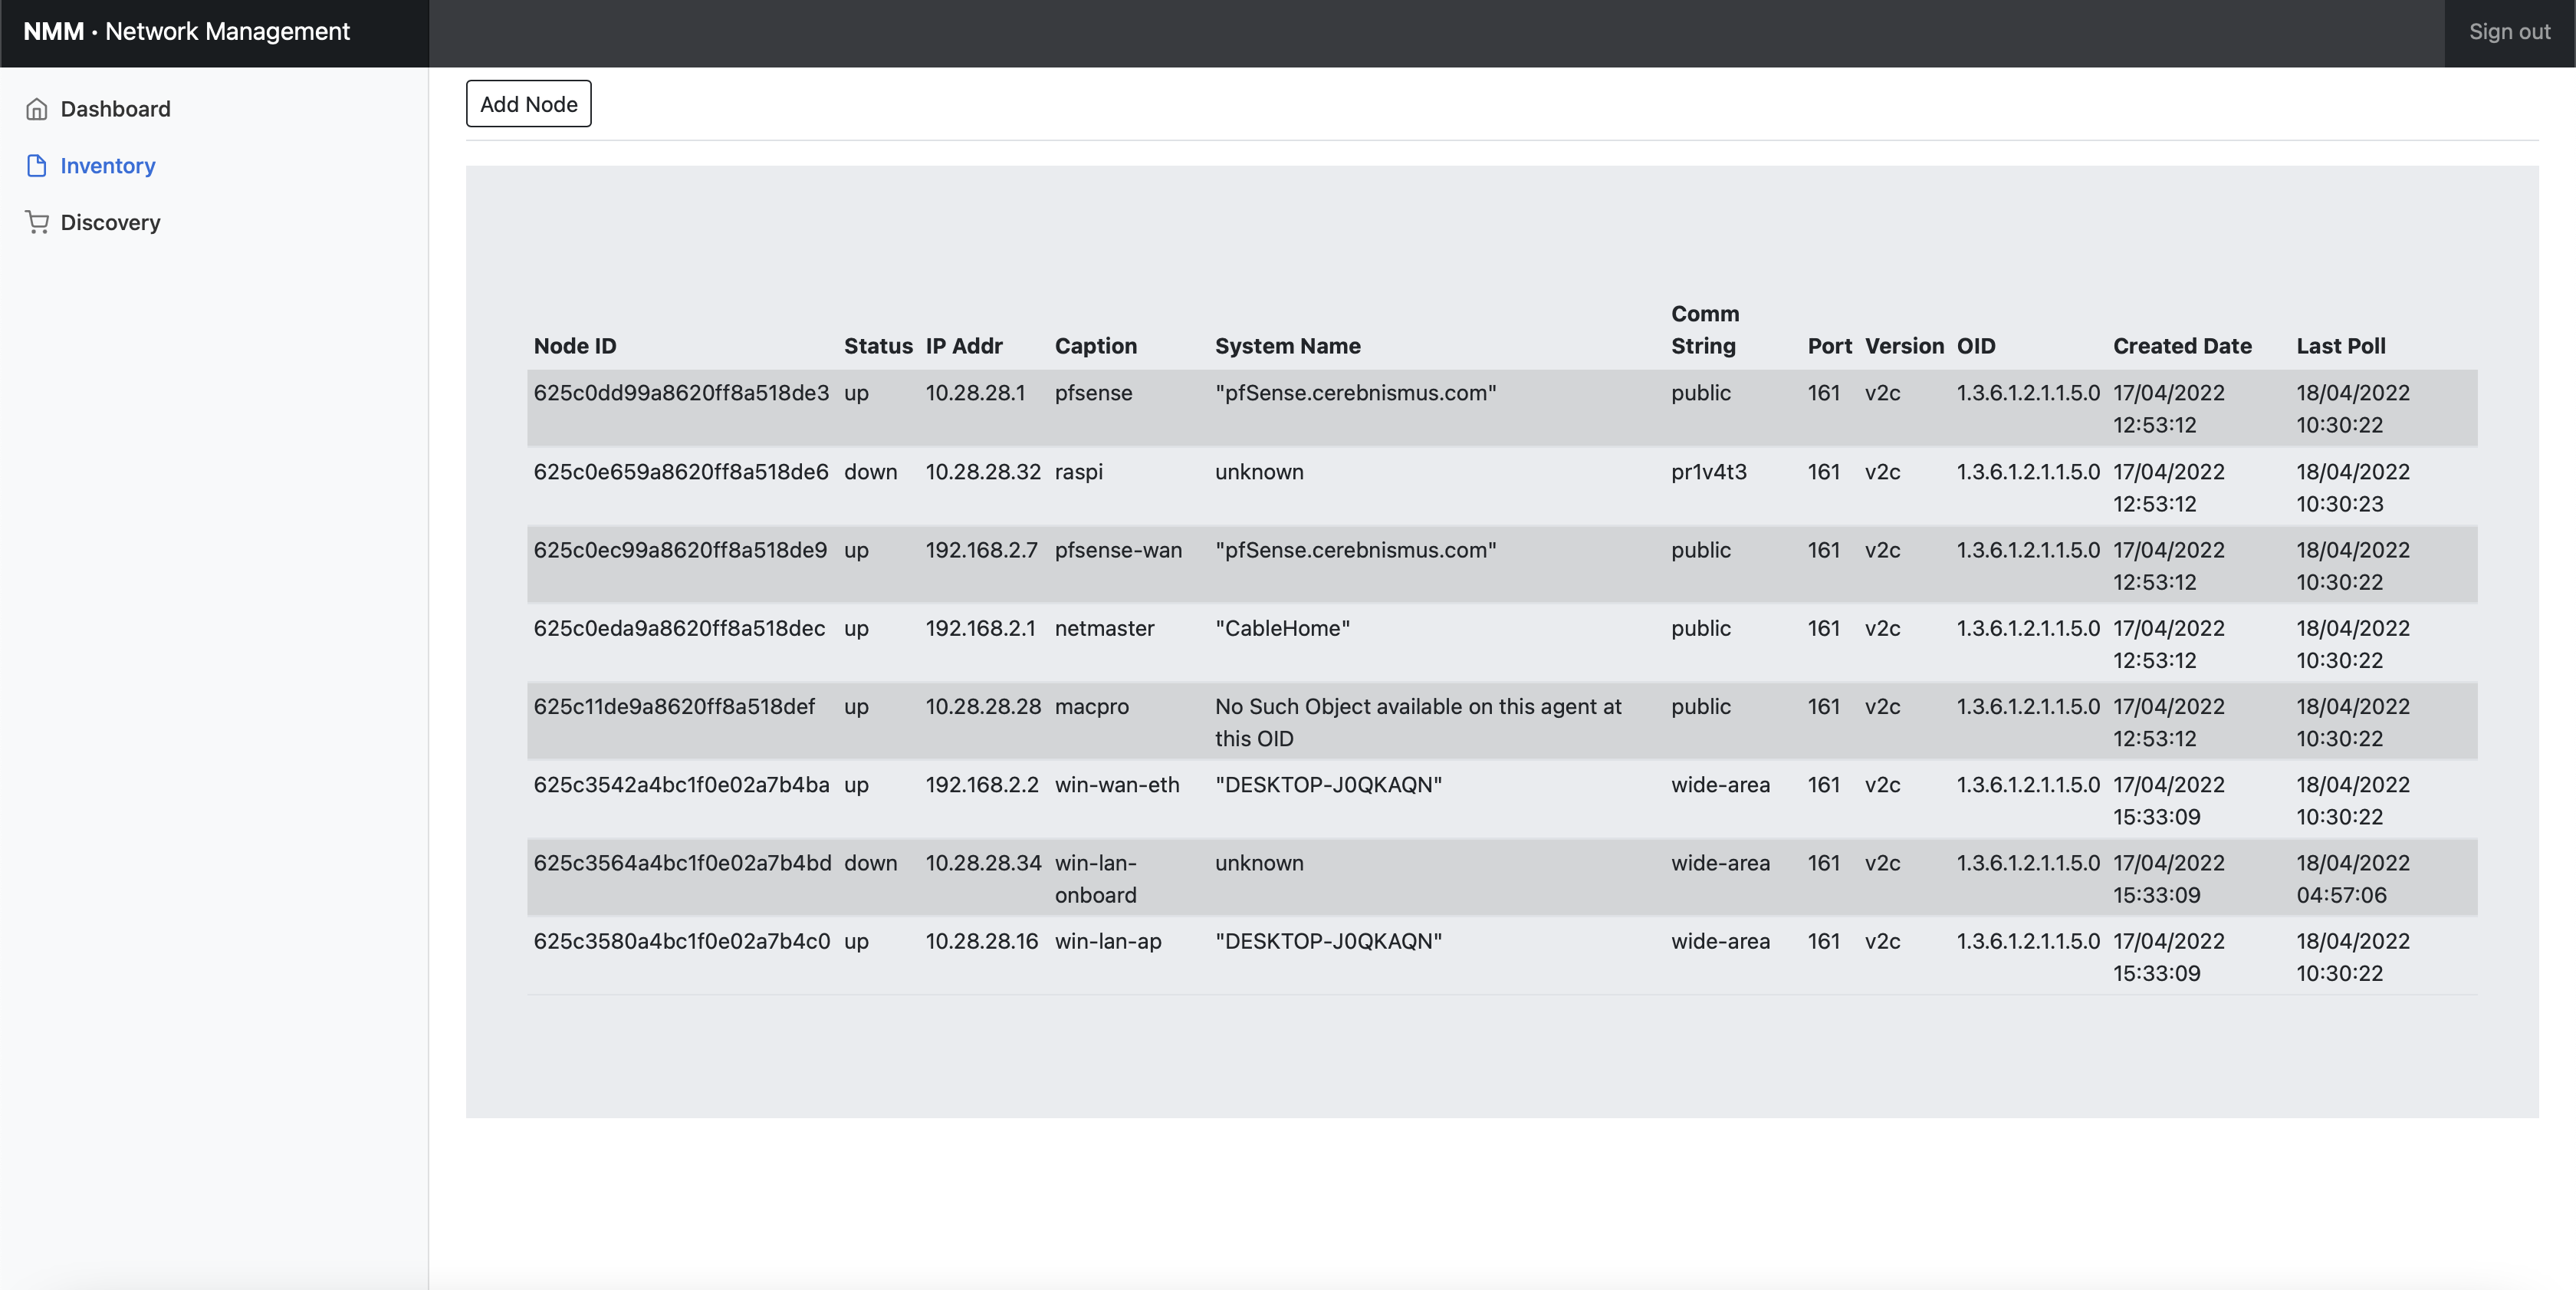 NMM · Network Management
Sign out
Dashboard
Inventory
Discovery
Add Node
Node ID Status IP Addr Caption System Name Comm String Port Version OID Created Date Last Poll
625c0dd99a8620ff8a518de3 up 10.28.28.1 pfsense "pfSense.cerebnismus.com" public 161 v2c 1.3.6.1.2.1.1.5.0 17/04/2022 18/04/2022
12:53:12 10:30:22
625c0e659a8620ff8a518de6 down 10.28.28.32 raspi unknown pr1v4t3 161 v2c 1.3.6.1.2.1.1.5.0 17/04/2022 18/04/2022
12:53:12 10:30:23
625c0ec99a8620ff8a518de9 up 192.168.2.7 pfsense-wan "pfSense.cerebnismus.com" public 161 v2c 1.3.6.1.2.1.1.5.0 17/04/2022 18/04/2022
12:53:12 10:30:22
625c0eda9a8620ff8a518dec up 192.168.2.1 netmaster "CableHome" public 161 v2c 1.3.6.1.2.1.1.5.0 17/04/2022 18/04/2022
12:53:12 10:30:22
625c11de9a8620ff8a518def up 10.28.28.28 macpro No Such Object available on this agent at public 161 v2c 1.3.6.1.2.1.1.5.0 17/04/2022 18/04/2022
this OID 12:53:12 10:30:22
625c3542a4bc1f0e02a7b4ba up 192.168.2.2 win-wan-eth "DESKTOP-J0QKAQN" wide-area 161 v2c 1.3.6.1.2.1.1.5.0 17/04/2022 18/04/2022
15:33:09 10:30:22
625c3564a4bc1f0e02a7b4bd down 10.28.28.34 win-lan- unknown wide-area 161 v2c 1.3.6.1.2.1.1.5.0 17/04/2022 18/04/2022
onboard 15:33:09 04:57:06
625c3580a4bc1f0e02a7b4c0 up 10.28.28.16 win-lan-ap "DESKTOP-J0QKAQN" wide-area 161 v2c 1.3.6.1.2.1.1.5.0 17/04/2022 18/04/2022
15:33:09 10:30:22